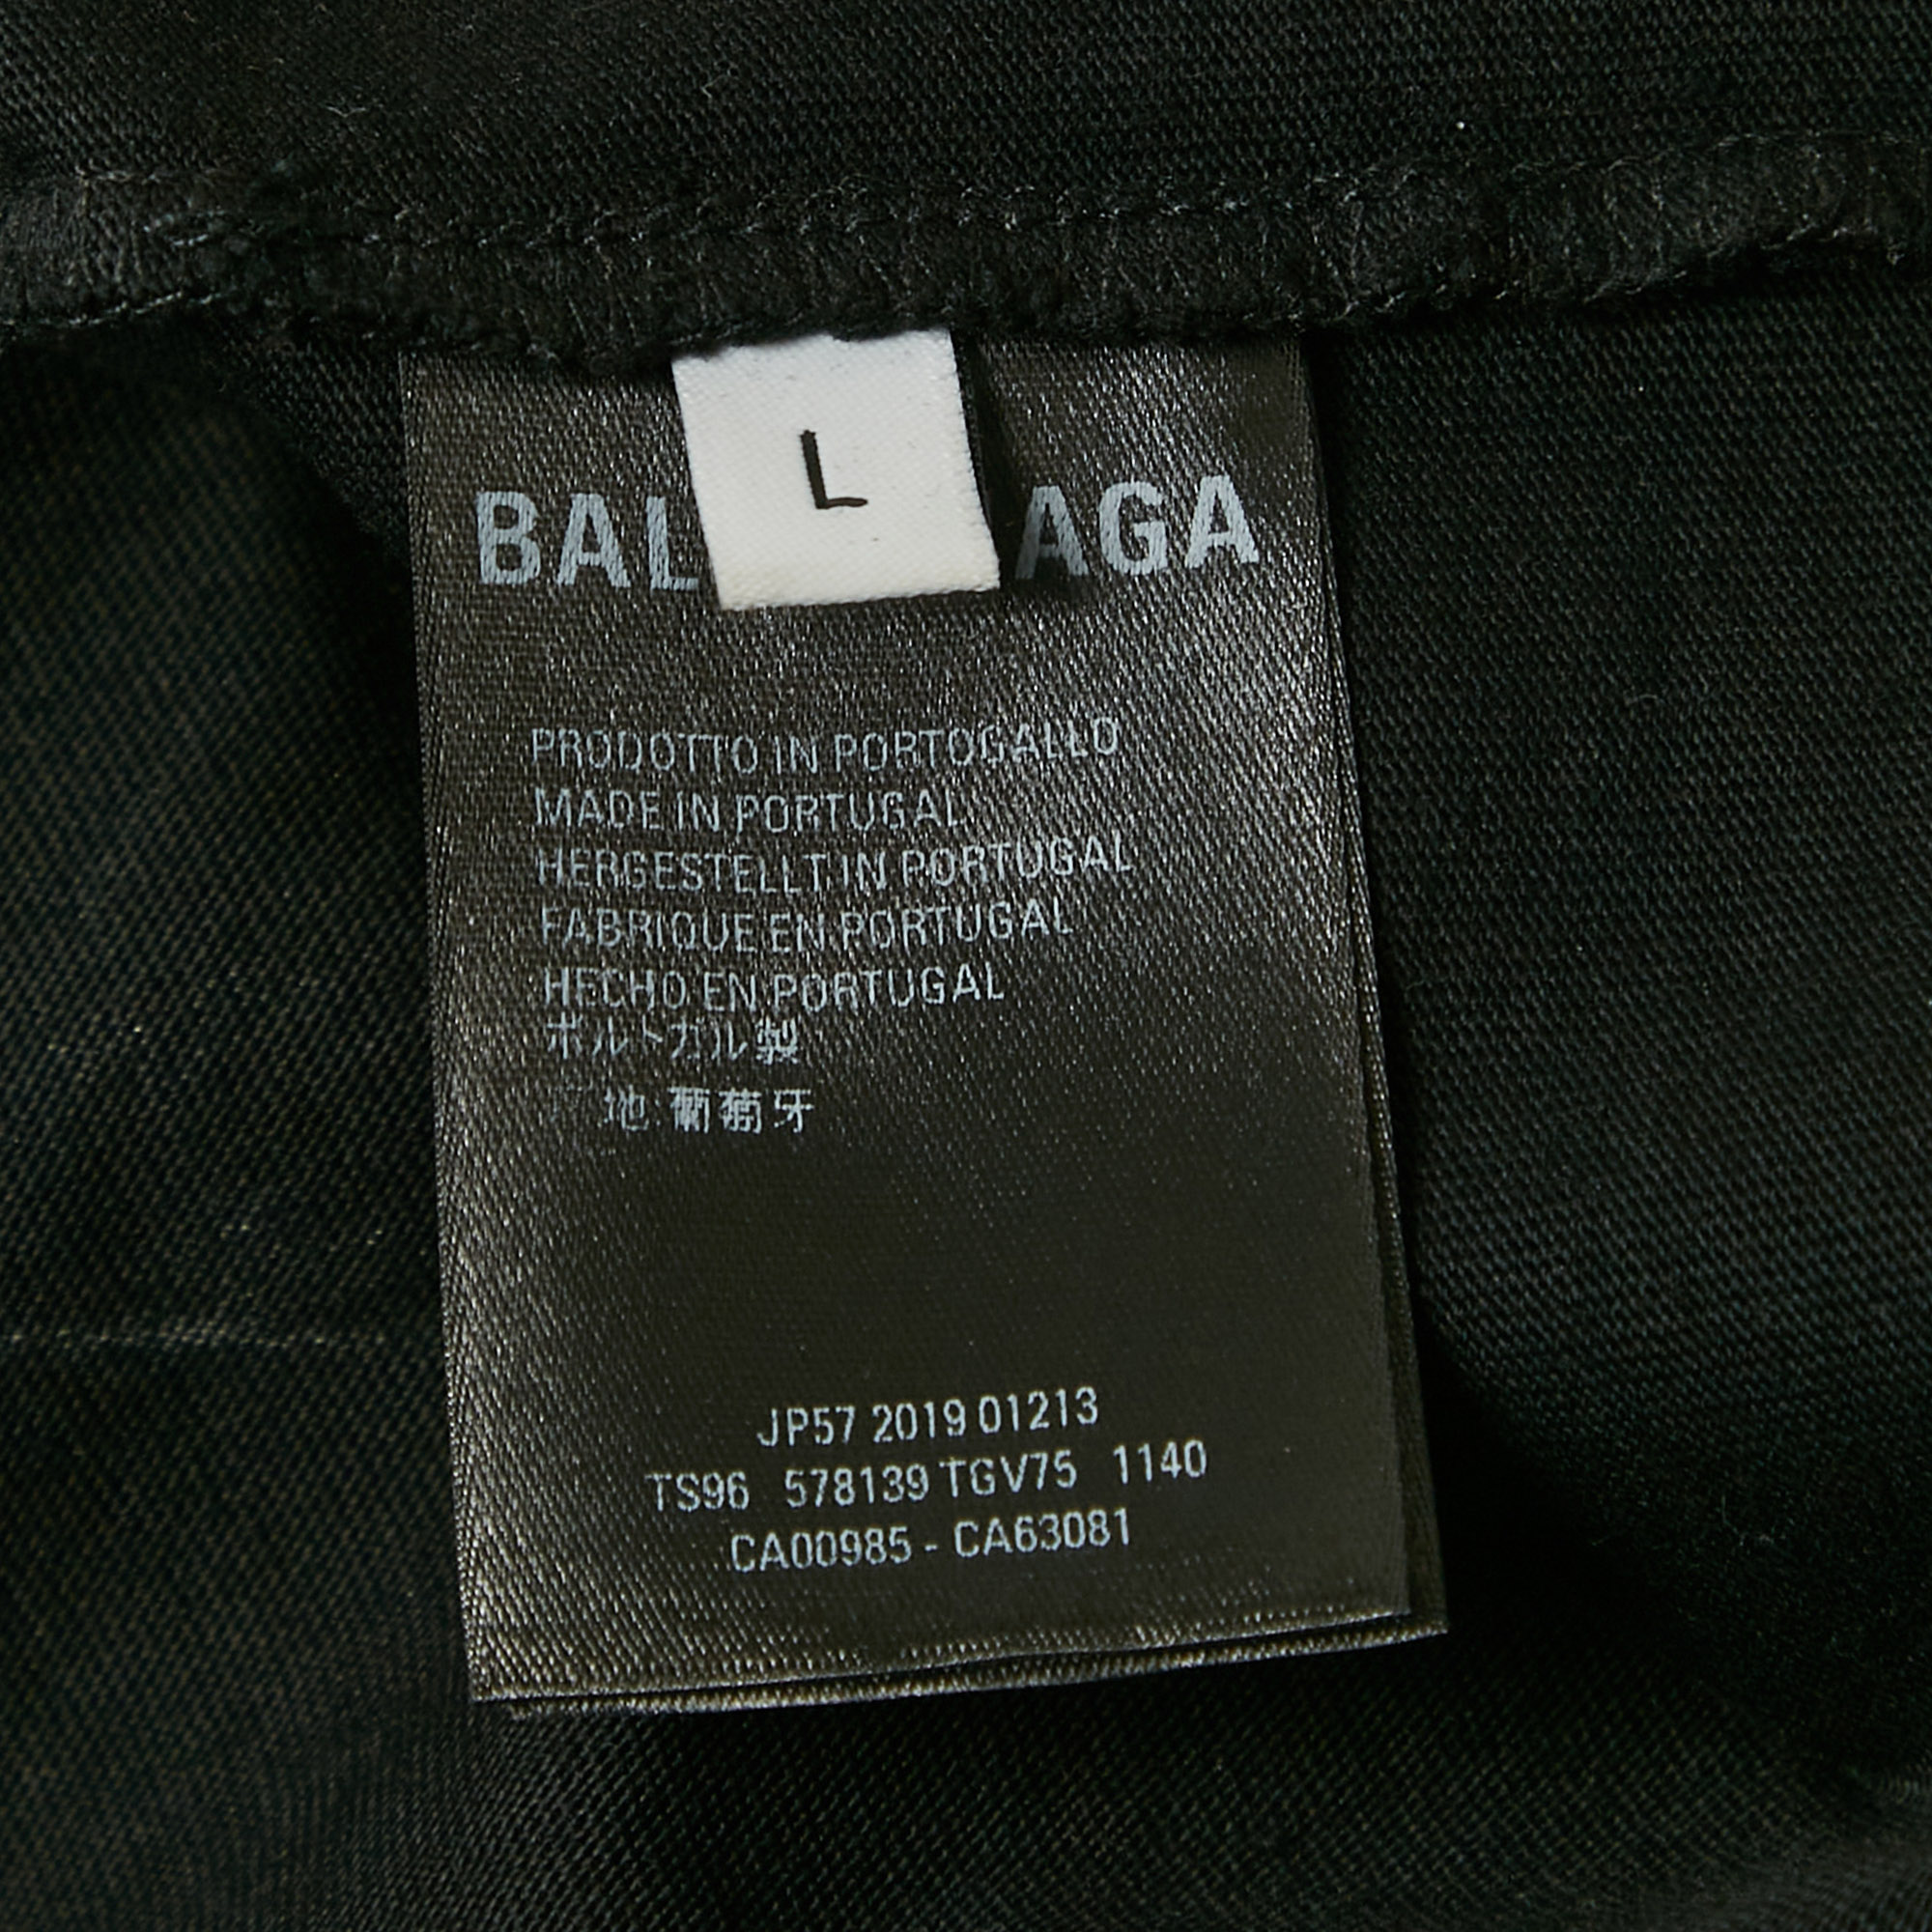 L
BAL AGA
PRODOTTO IN PORTOGALLO
MADE IN PORTUGAL
HERGESTELLT IN PORTUGAL
FABRIQUE EN PORTUGAL
HECHO EN PORTUGAL
ポルトガル製
地:葡萄牙
JP57 2019 01213
TS96 578139 TGV75 1140
CA00985 - CA63081